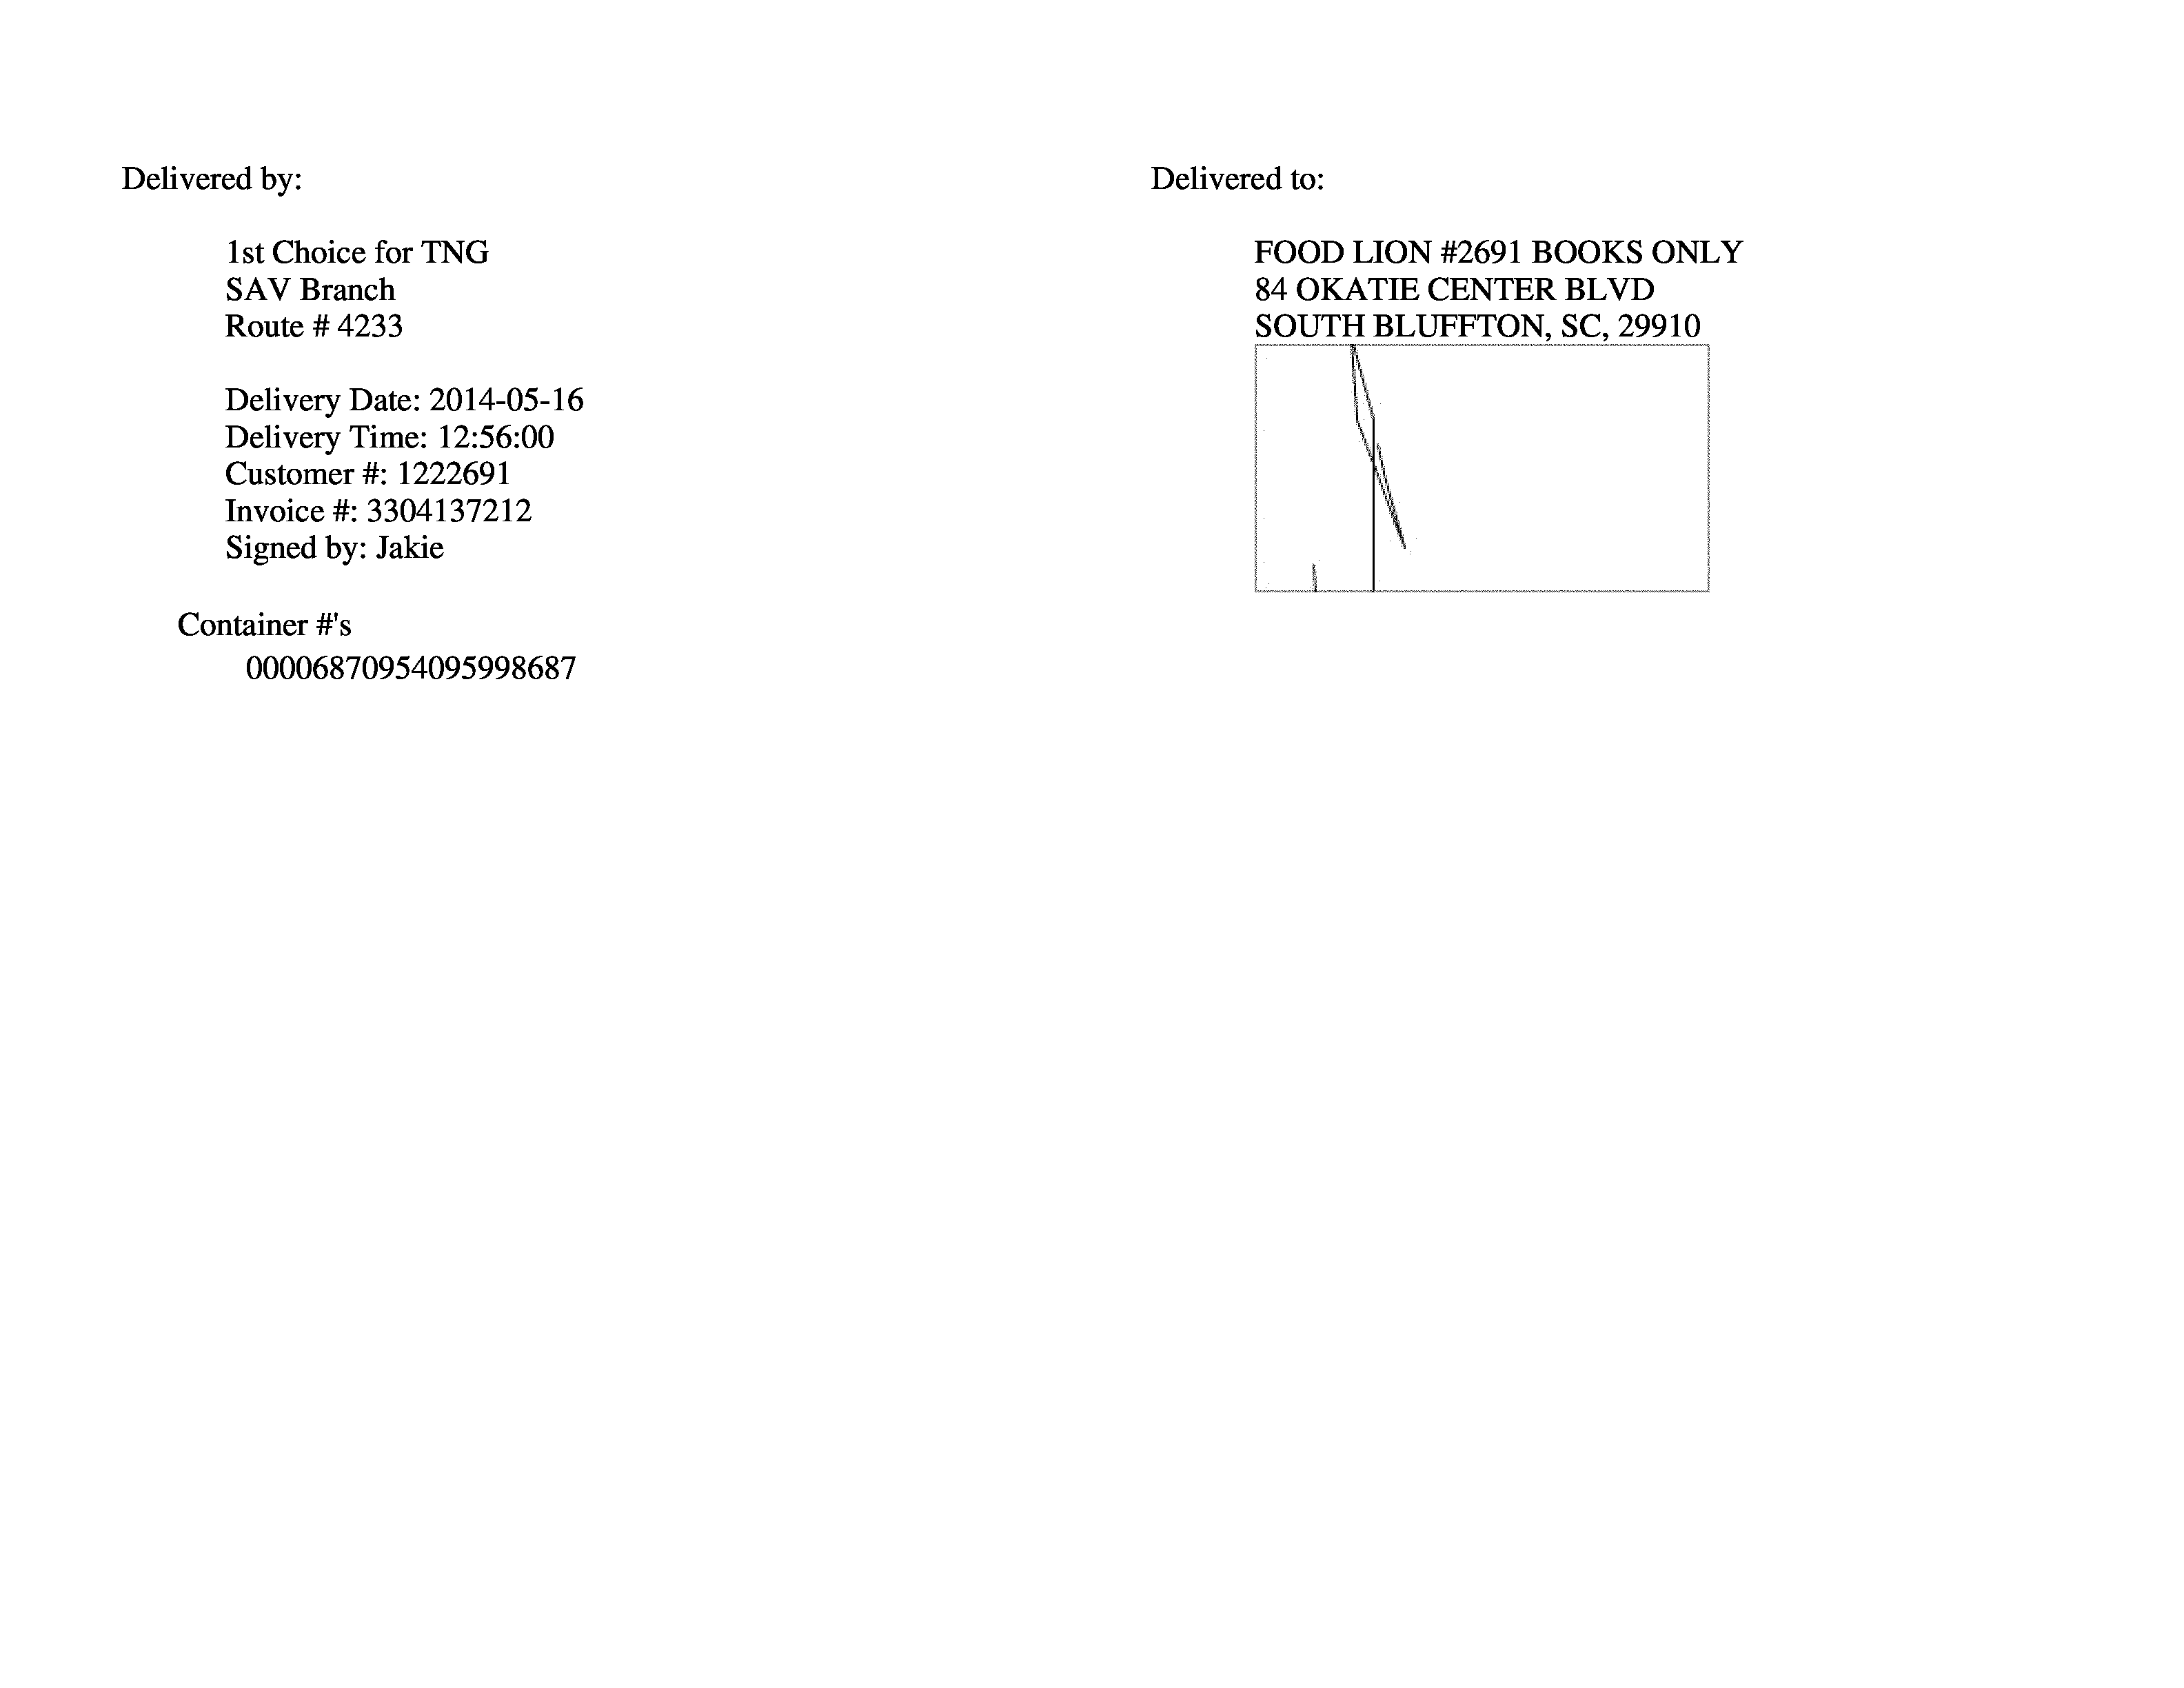 Delivered by:
1st Choice for TNG
SAV Branch
Route # 4233
Delivery Date: 2014-05-16
Delivery Time: 12:56:00
Customer #: 1222691
Invoice #: 3304137212
Signed by: Jakie
Container #'s
00006870954095998687
Delivered to:
FOOD LION #2691 BOOKS ONLY
84 OKATIE CENTER BLVD
SOUTH BLUFFTON, SC, 29910